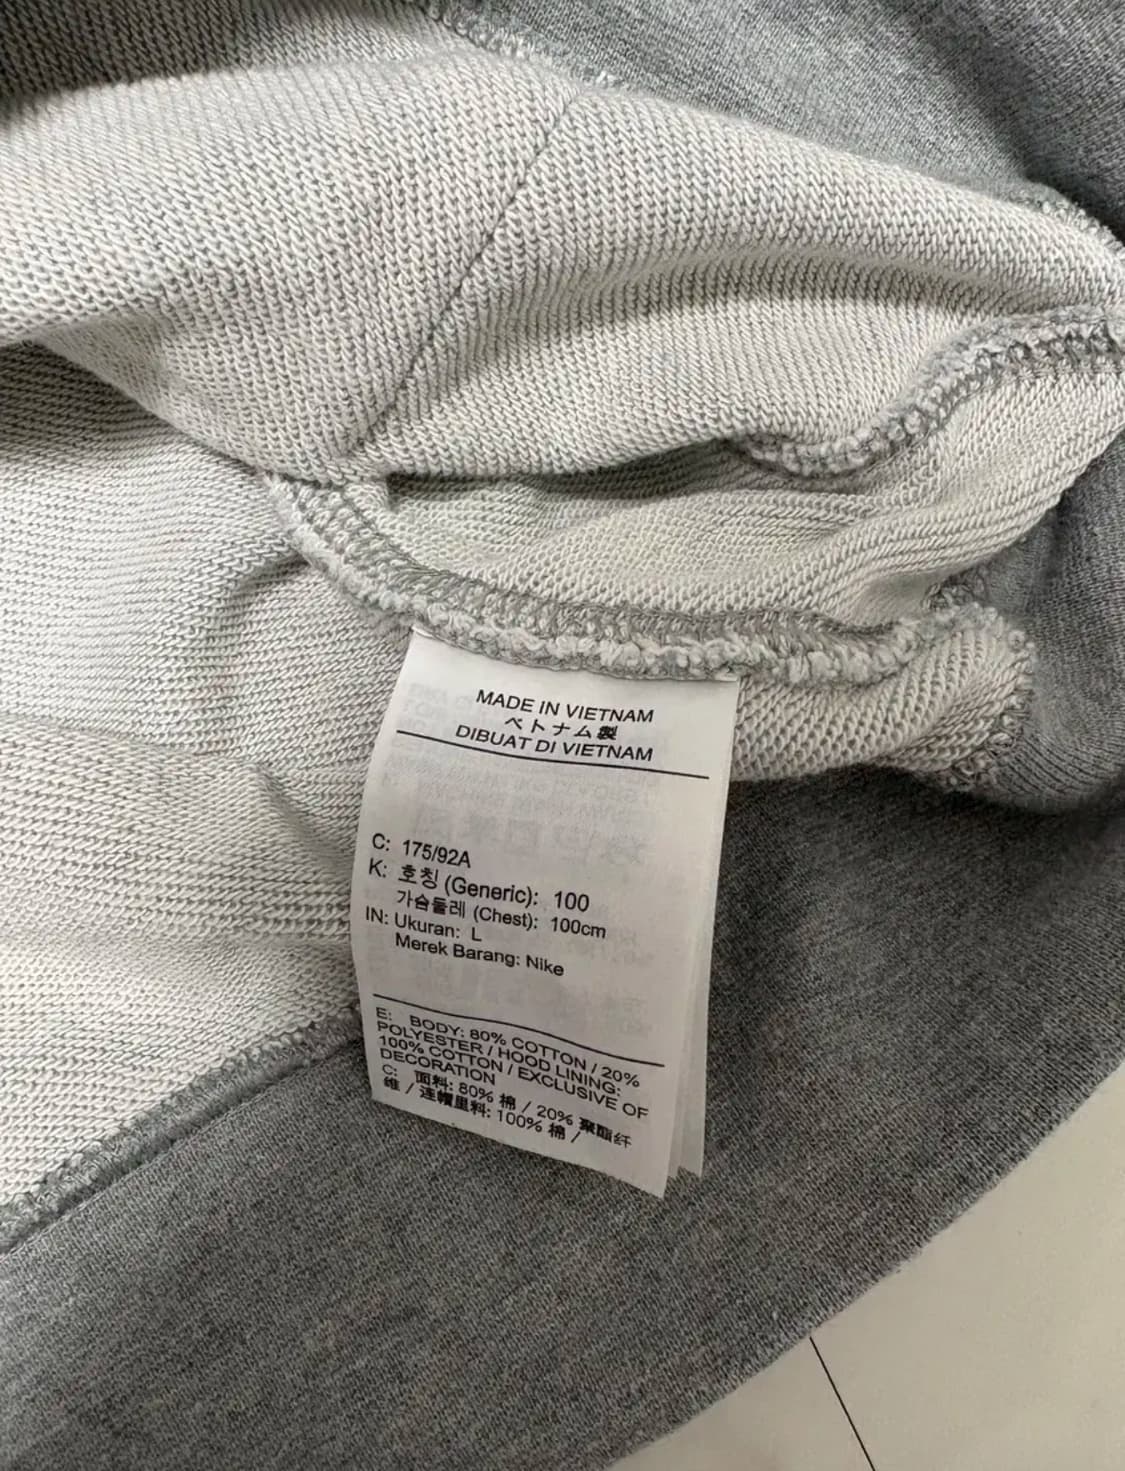 MADE IN VIETNAM
ベトナム製
DIBUAT DI VIETNAM
C: 175/92A
K: 호칭 (Generic): 100
가슴둘레 (Chest): 100cm
IN: Ukuran: L
Merek Barang: Nike
E: BODY: 80% COTTON / 20%
POLYESTER / HOOD LINING:
100% COTTON / EXCLUSIVE OF
DECORATION
C: 面料: 80% 棉 / 20% 聚酯纤
维 / 连帽里料: 100% 棉 /